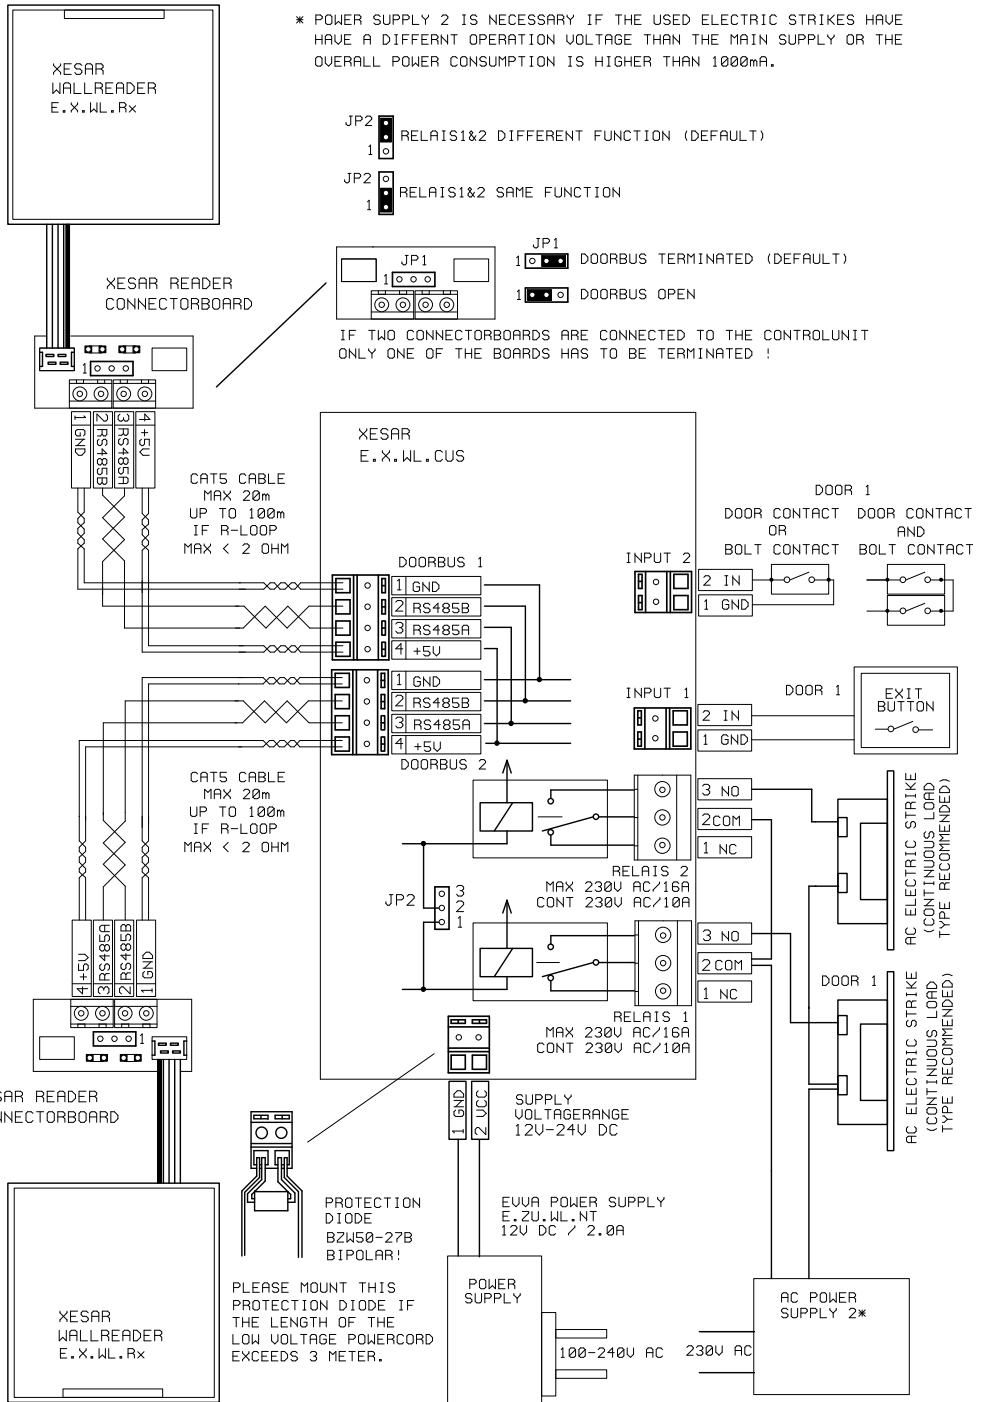 * POWER SUPPLY 2 IS NECESSARY IF THE USED ELECTRIC STRIKES HAVE
HAVE A DIFFERNT OPERATION VOLTAGE THAN THE MAIN SUPPLY OR THE
OVERALL POWER CONSUMPTION IS HIGHER THAN 1000mA.
XESAR
WALLREADER
E.X.WL.Rx
JP2
1
RELAIS1&2 DIFFERENT FUNCTION (DEFAULT)
JP2
1
RELAIS1&2 SAME FUNCTION
XESAR READER
CONNECTORBOARD
JP1
1
JP1
1
DOORBUS TERMINATED (DEFAULT)
1
DOORBUS OPEN
IF TWO CONNECTORBOARDS ARE CONNECTED TO THE CONTROLUNIT
ONLY ONE OF THE BOARDS HAS TO BE TERMINATED !
1
1 GND
2 RS485B
3 RS485A
4 +5V
CAT5 CABLE
MAX 20m
UP TO 100m
IF R-LOOP
MAX < 2 OHM
XESAR
E.X.WL.CUS
DOORBUS 1
1 GND
2 RS485B
3 RS485A
4 +5V
1 GND
2 RS485B
3 RS485A
4 +5V
DOORBUS 2
DOOR 1
DOOR CONTACT
OR
BOLT CONTACT
DOOR CONTACT
AND
BOLT CONTACT
INPUT 2
2 IN
1 GND
INPUT 1
2 IN
1 GND
DOOR 1
EXIT
BUTTON
CAT5 CABLE
MAX 20m
UP TO 100m
IF R-LOOP
MAX < 2 OHM
3 NO
2 COM
1 NC
RELAIS 2
MAX 230V AC/16A
CONT 230V AC/10A
JP2
3
2
1
3 NO
2 COM
1 NC
RELAIS 1
MAX 230V AC/16A
CONT 230V AC/10A
AC ELECTRIC STRIKE
(CONTINUOUS LOAD
TYPE RECOMMENDED)
DOOR 1
AC ELECTRIC STRIKE
(CONTINUOUS LOAD
TYPE RECOMMENDED)
4 +5V
3 RS485A
2 RS485B
1 GND
1
SAR READER
NNECTORBOARD
1 GND
2 VCC
SUPPLY
VOLTAGERANGE
12V-24V DC
PROTECTION
DIODE
BZW50-27B
BIPOLAR!
PLEASE MOUNT THIS
PROTECTION DIODE IF
THE LENGTH OF THE
LOW VOLTAGE POWERCORD
EXCEEDS 3 METER.
EVVA POWER SUPPLY
E.ZU.WL.NT
12V DC / 2.0A
POWER
SUPPLY
100-240V AC
230V AC
AC POWER
SUPPLY 2*
XESAR
WALLREADER
E.X.WL.Rx